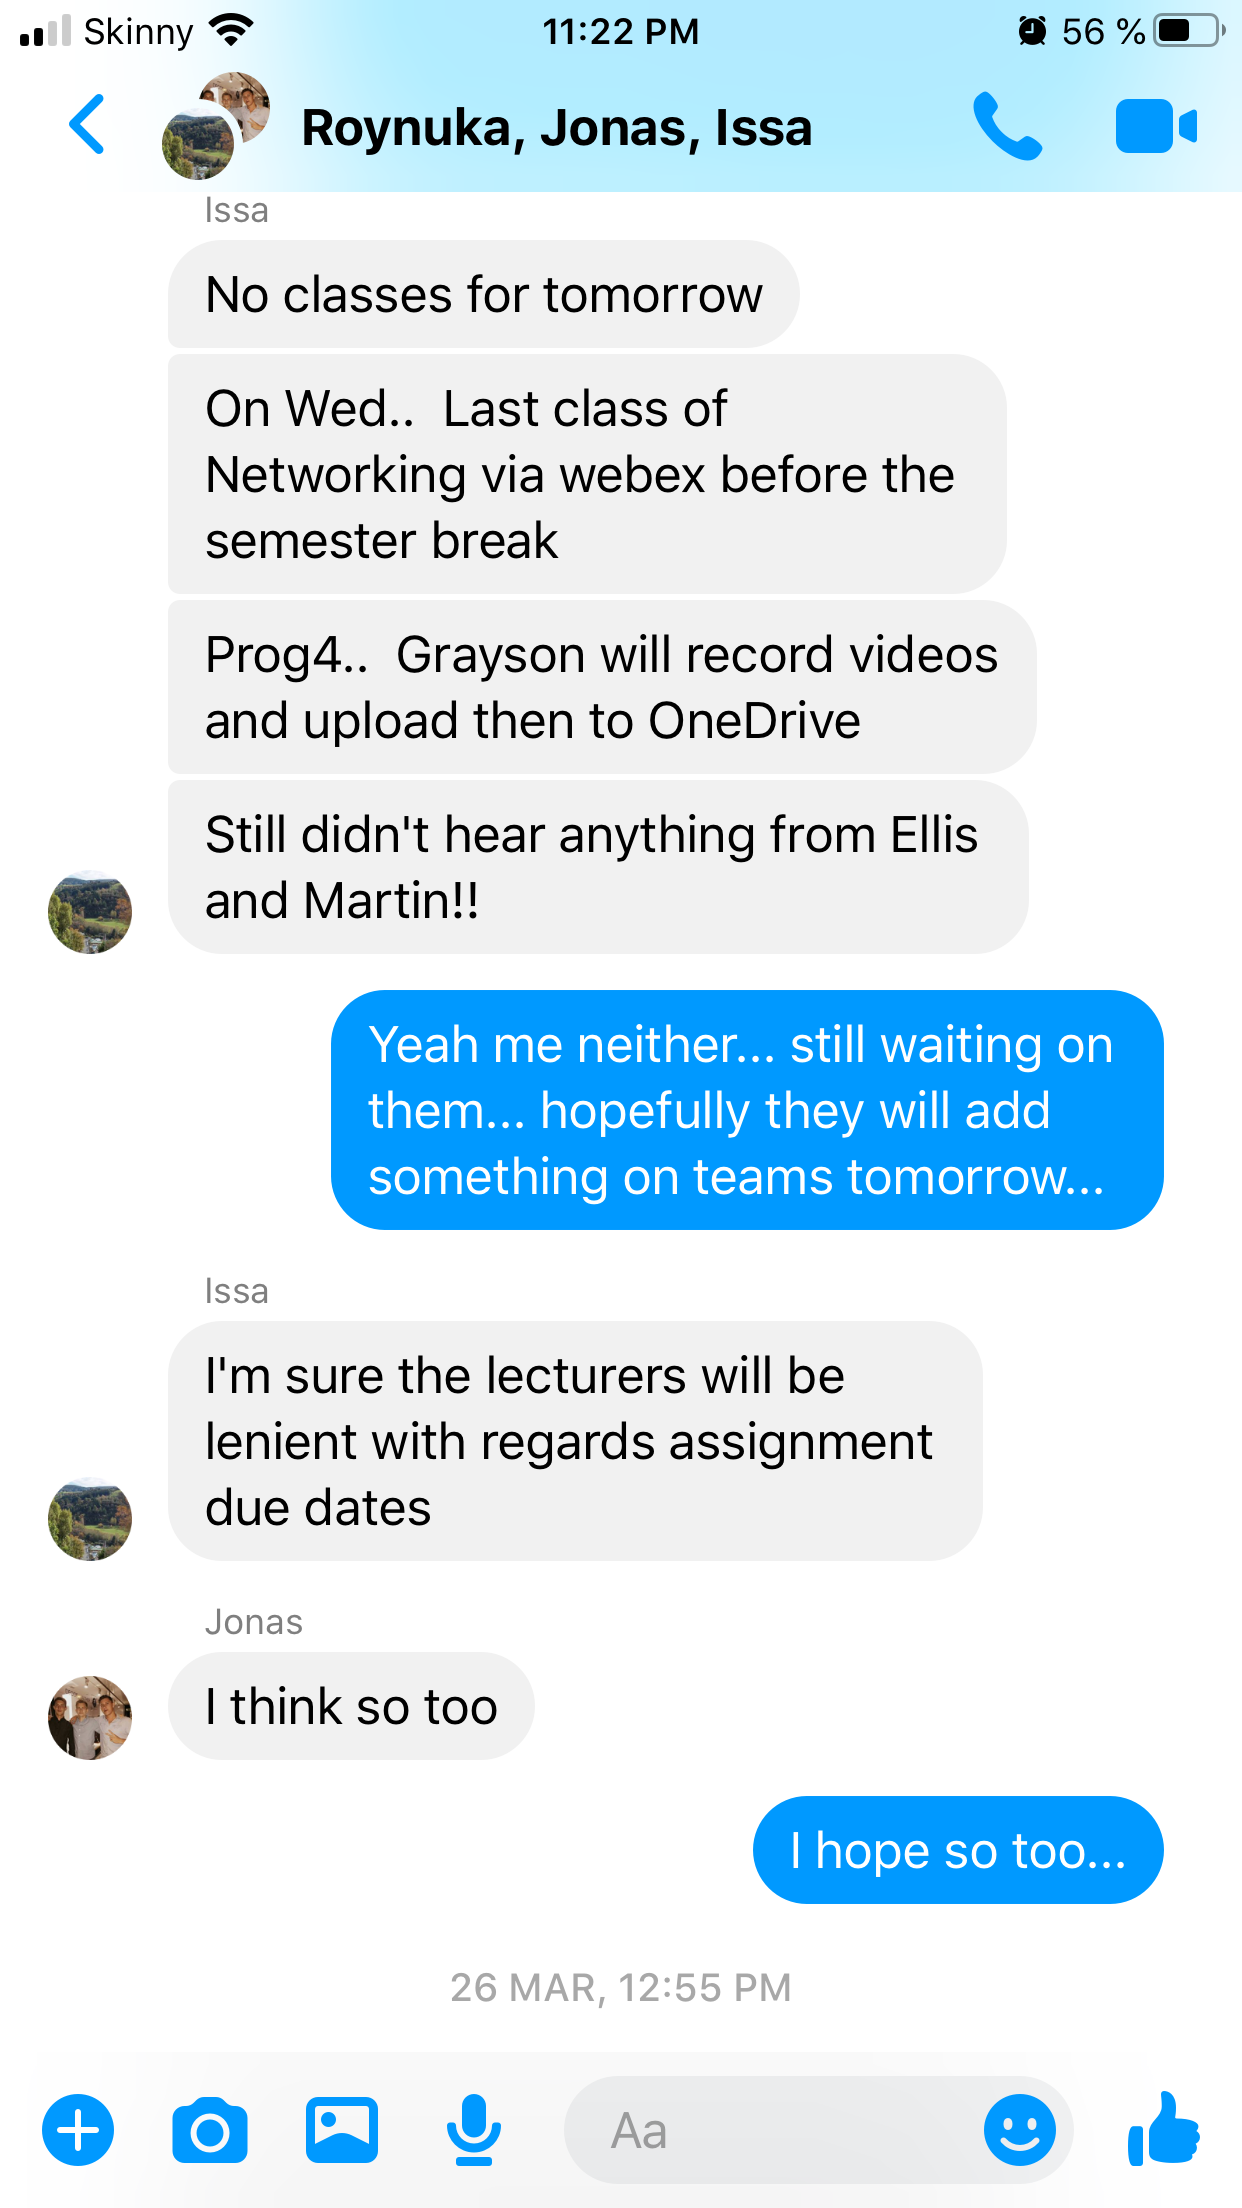 Skinny 11:22 PM 56 %
Roynuka, Jonas, Issa
Issa
No classes for tomorrow
On Wed..  Last class of
Networking via webex before the
semester break
Prog4..  Grayson will record videos
and upload then to OneDrive
Still didn't hear anything from Ellis
and Martin!!
Yeah me neither... still waiting on
them... hopefully they will add
something on teams tomorrow...
Issa
I'm sure the lecturers will be
lenient with regards assignment
due dates
Jonas
I think so too
I hope so too...
26 MAR, 12:55 PM
Aa